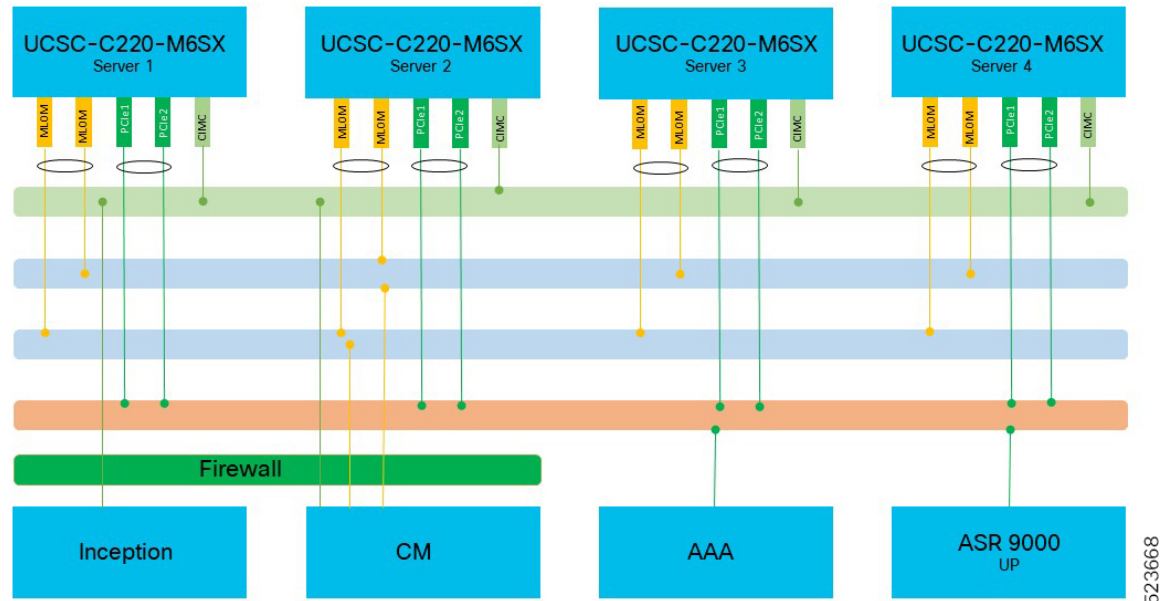 UCSC-C220-M6SX
Server 1
UCSC-C220-M6SX
Server 2
UCSC-C220-M6SX
Server 3
UCSC-C220-M6SX
Server 4
MLOM
MLOM
PCIe1
PCIe2
CIMC
MLOM
MLOM
PCIe1
PCIe2
CIMC
MLOM
MLOM
PCIe1
PCIe2
CIMC
MLOM
MLOM
PCIe1
PCIe2
CIMC
Firewall
Inception
CM
AAA
ASR 9000
UP
523668